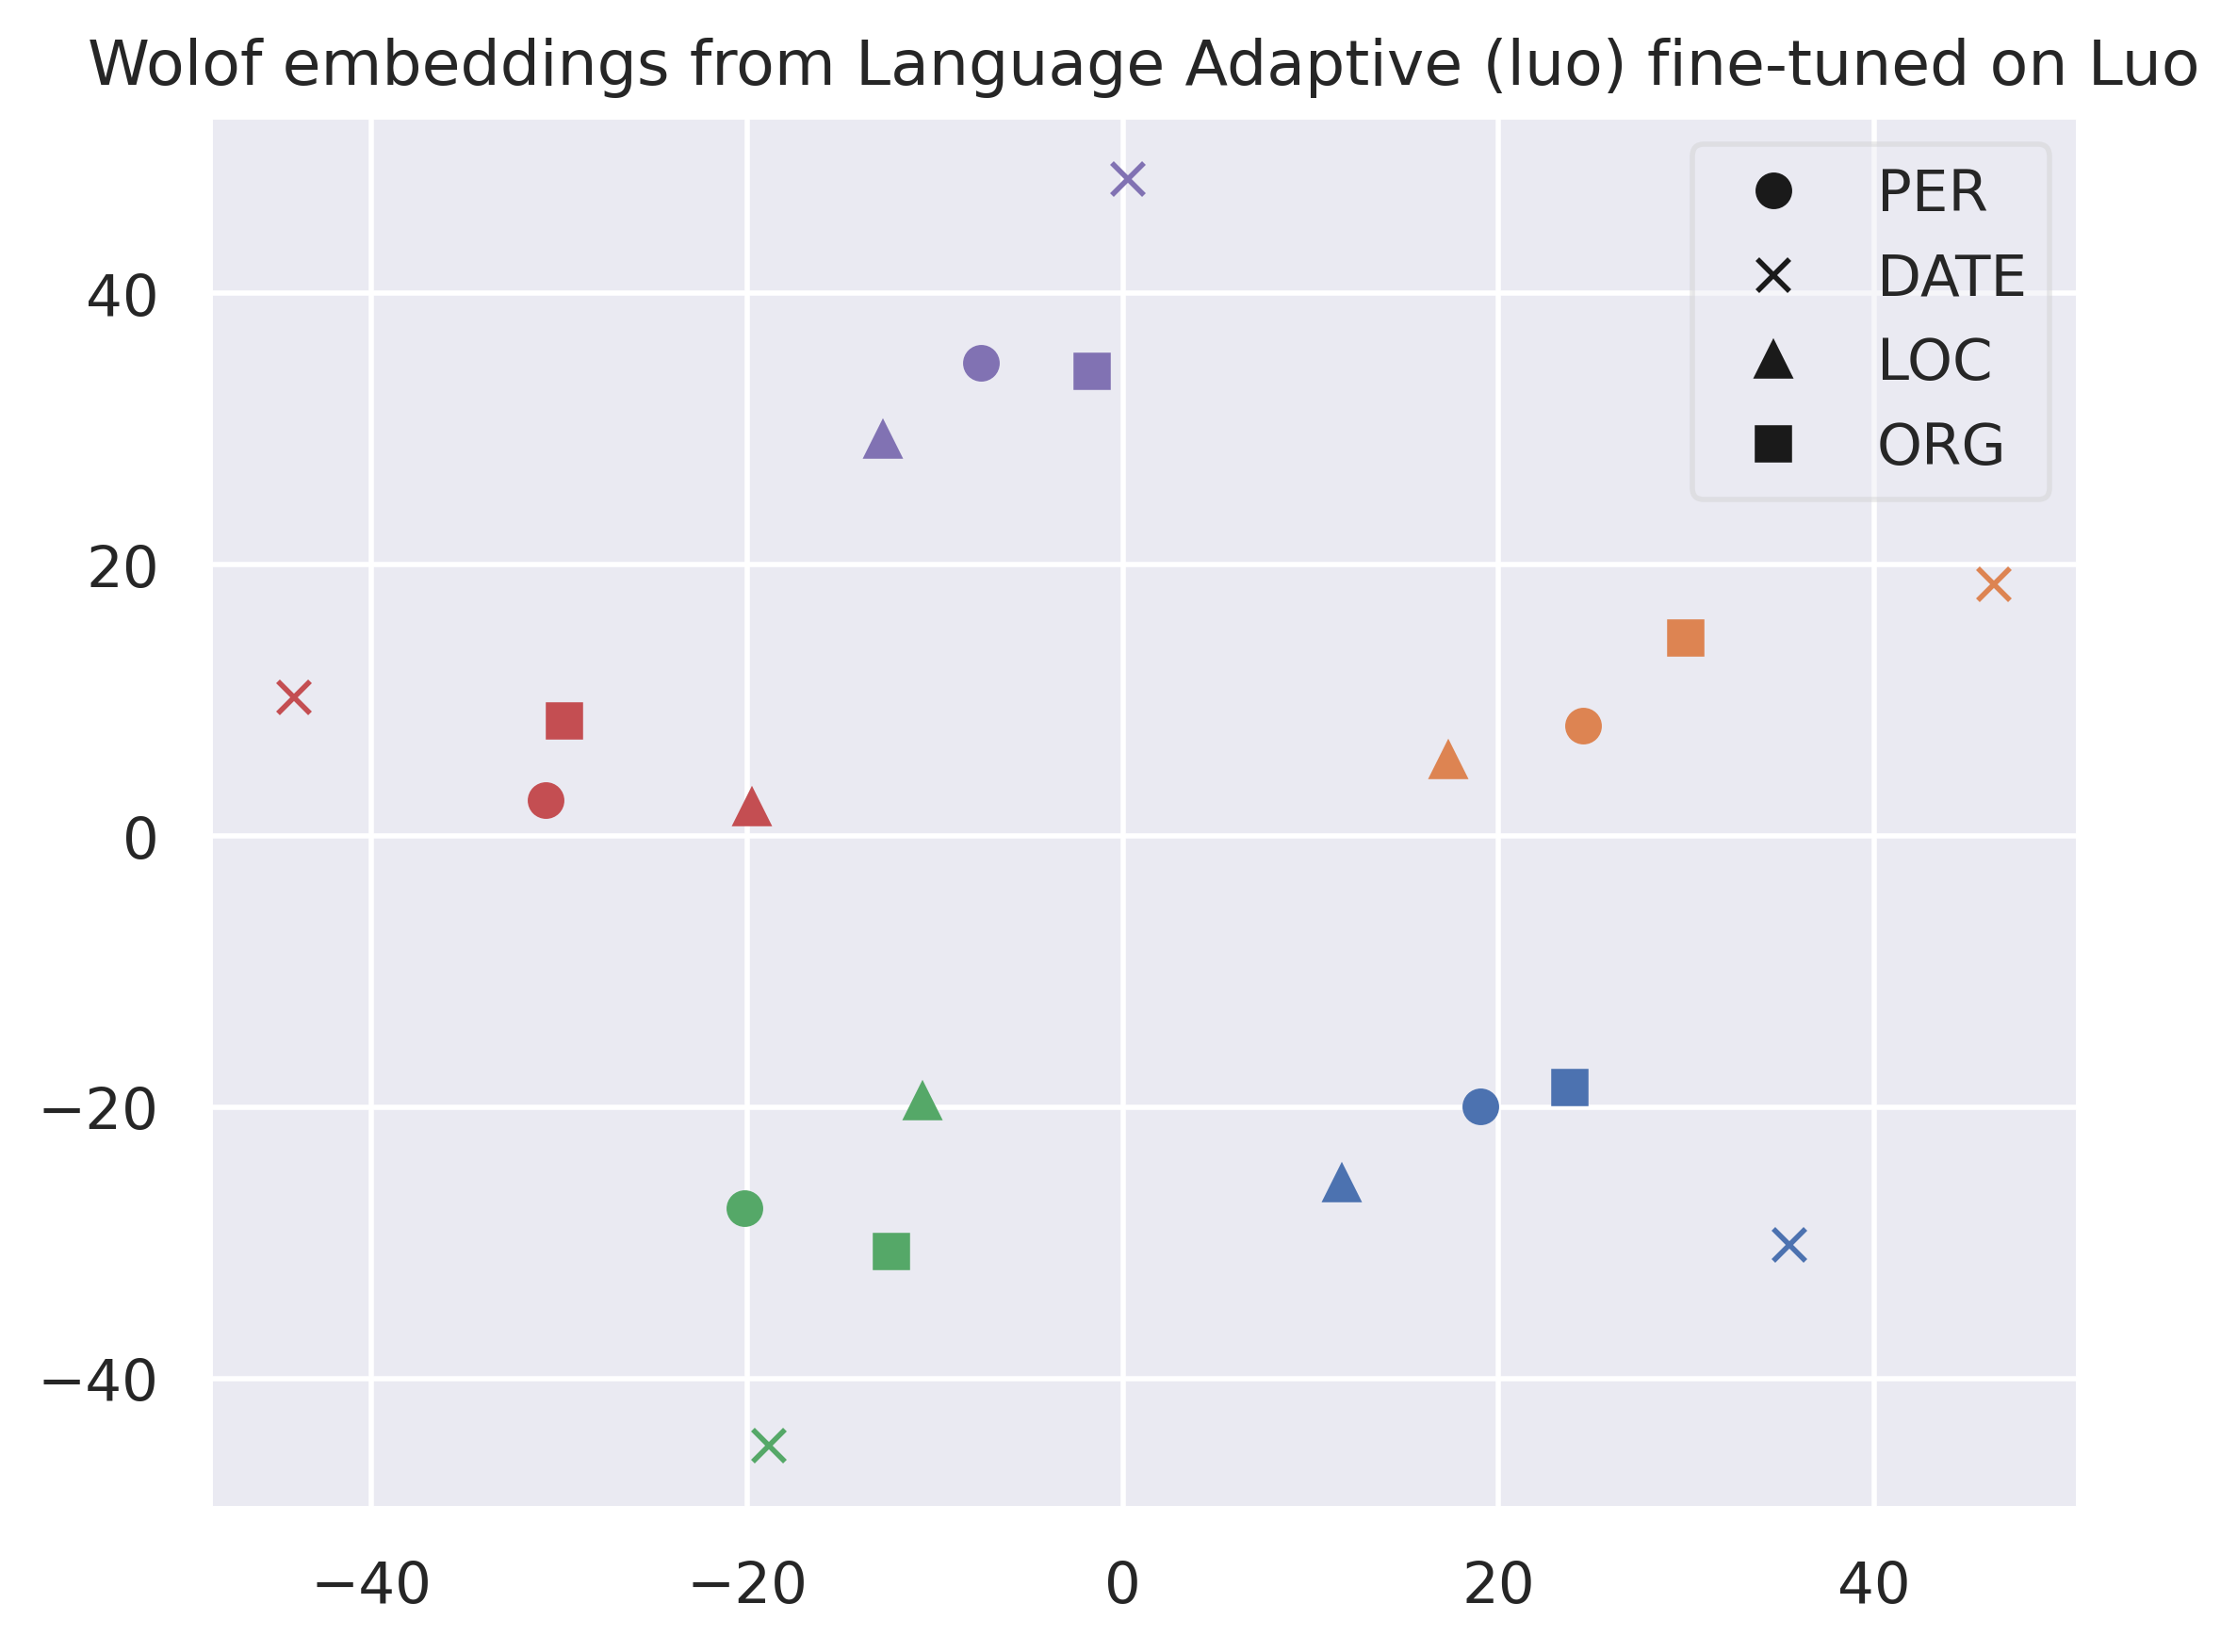 Wolof embeddings from Language Adaptive (luo) fine-tuned on Luo
PER
DATE
LOC
ORG
40
20
0
−20
−40
−40 −20 0 20 40